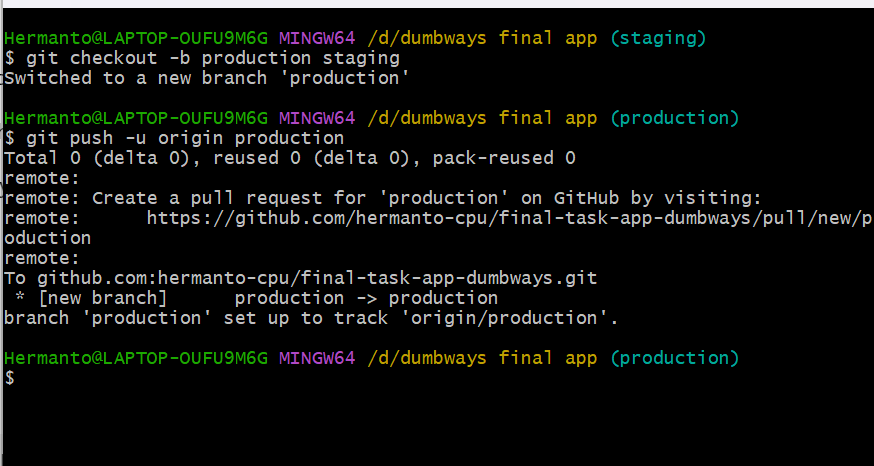 Hermanto@LAPTOP-OUFU9M6G MINGW64 /d/dumbways final app (staging)
$ git checkout -b production staging
Switched to a new branch 'production'
Hermanto@LAPTOP-OUFU9M6G MINGW64 /d/dumbways final app (production)
$ git push -u origin production
Total 0 (delta 0), reused 0 (delta 0), pack-reused 0
remote:
remote: Create a pull request for 'production' on GitHub by visiting:
remote:      https://github.com/hermanto-cpu/final-task-app-dumbways/pull/new/p
oduction
remote:
To github.com:hermanto-cpu/final-task-app-dumbways.git
 * [new branch]      production -> production
branch 'production' set up to track 'origin/production'.
Hermanto@LAPTOP-OUFU9M6G MINGW64 /d/dumbways final app (production)
$